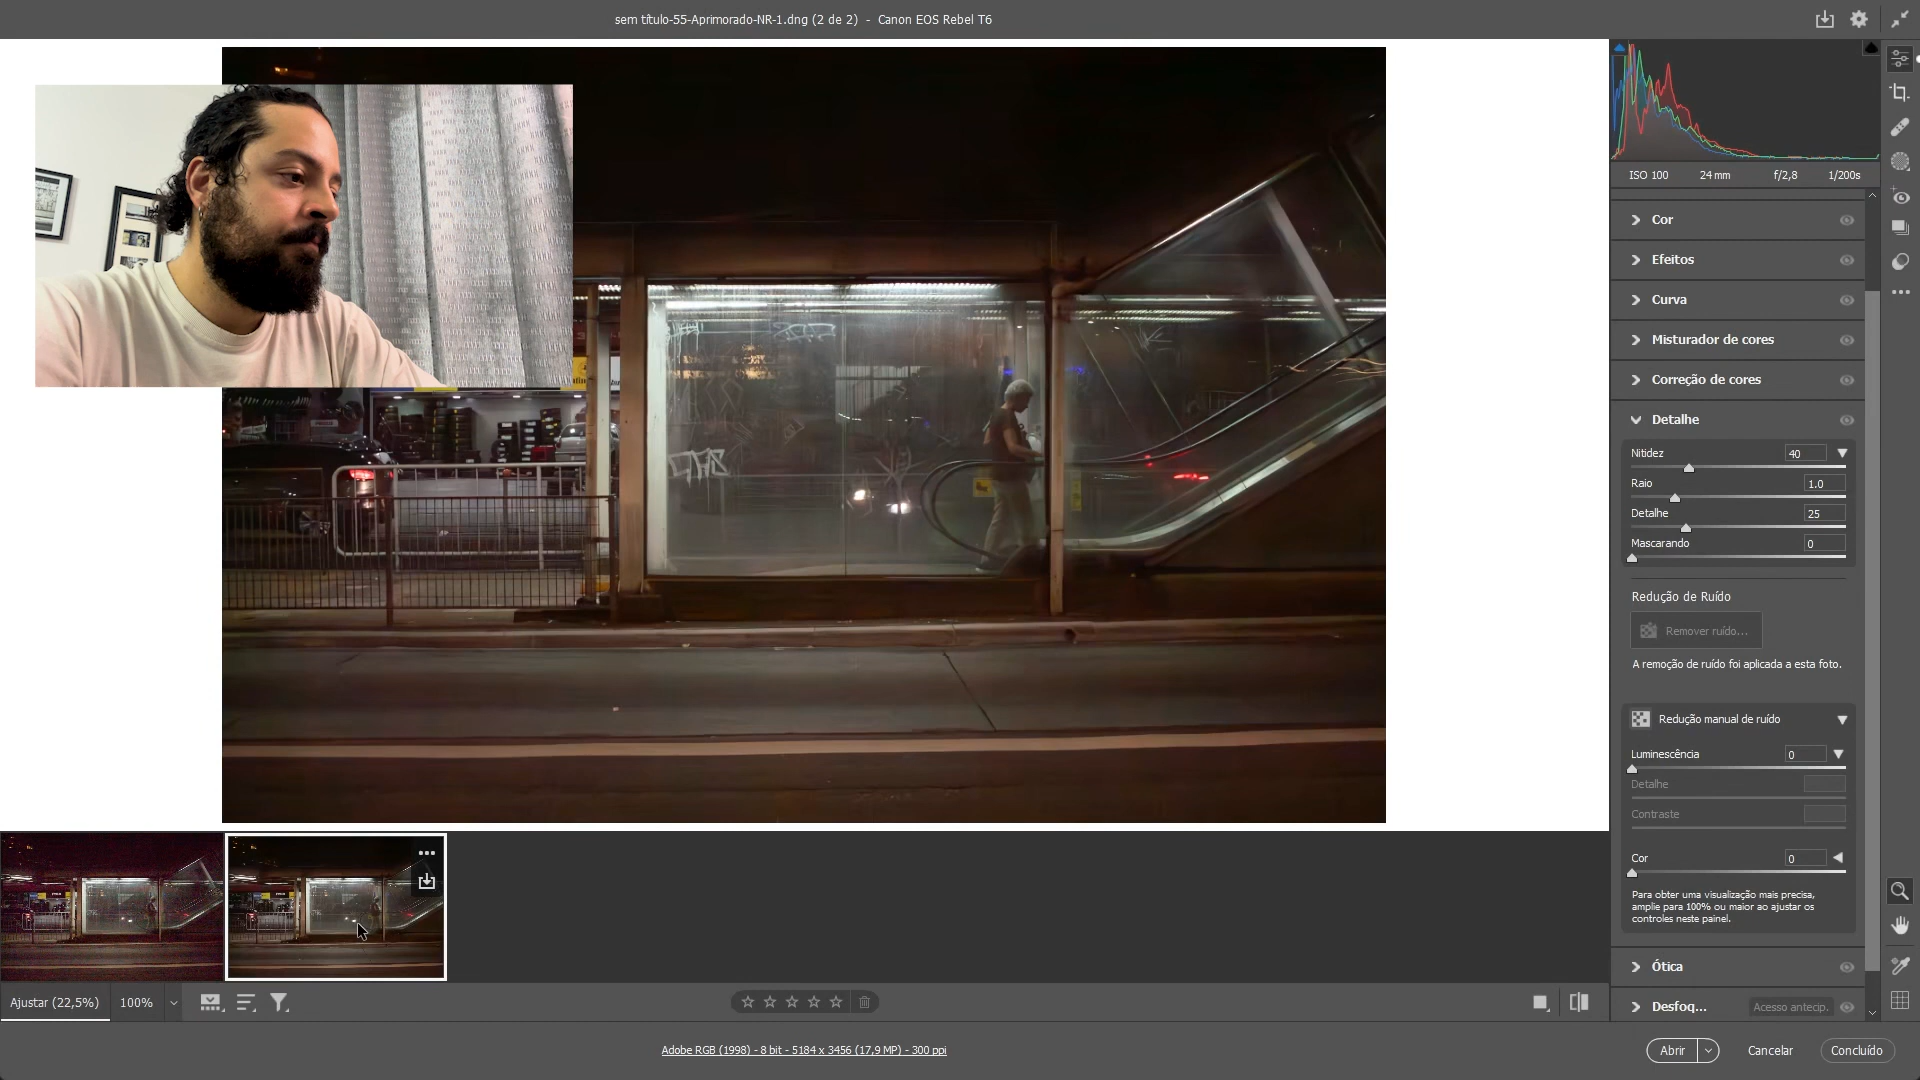 sem título-55-Aprimorado-NR-1.dng (2 de 2) - Canon EOS Rebel T6
ISO 100 24 mm f/2,8 1/200s
Cor
Efeitos
Curva
Misturador de cores
Correção de cores
Detalhe
Nitidez 40
Raio 1.0
Detalhe 25
Mascarando 0
Redução de Ruído
Remover ruído...
A remoção de ruído foi aplicada a esta foto.
Redução manual de ruído
Luminescência 0
Detalhe
Contraste
Cor 0
Para obter uma visualização mais precisa,
amplie para 100% ou maior ao ajustar os
controles neste painel.
Ótica
Desfoq... Acesso antecip.
Ajustar (22,5%) 100%
Adobe RGB (1998) - 8 bit - 5184 x 3456 (17,9 MP) - 300 ppi
Abrir Cancelar Concluído